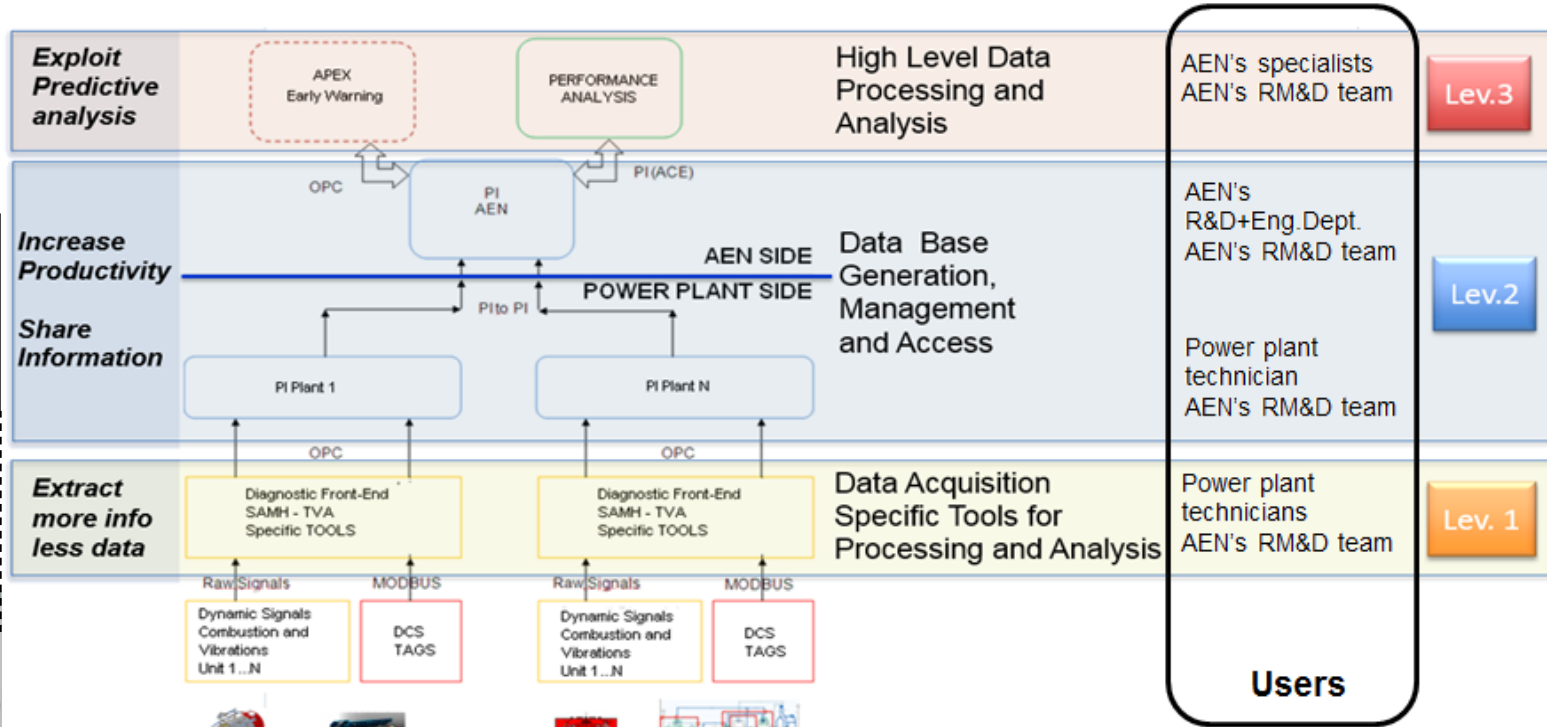 Exploit
Predictive
analysis
APEX
Early Warning
PERFORMANCE
ANALYSIS
High Level Data
Processing and
Analysis
AEN's specialists
AEN's RM&D team
Lev.3
OPC
PI(ACE)
PI
AEN
Increase
Productivity
Share
Information
AEN SIDE
POWER PLANT SIDE
PI to PI
PI Plant 1
PI Plant N
Data Base
Generation,
Management
and Access
AEN's
R&D+Eng.Dept.
AEN's RM&D team
Power plant
technician
AEN's RM&D team
Lev.2
OPC
OPC
Extract
more info
less data
Diagnostic Front-End
SAMH - TVA
Specific TOOLS
Diagnostic Front-End
SAMH - TVA
Specific TOOLS
Data Acquisition
Specific Tools for
Processing and Analysis
Power plant
technicians
AEN's RM&D team
Lev. 1
Raw Signals
MODBUS
Raw Signals
MODBUS
Dynamic Signals
Combustion and
Vibrations
Unit 1...N
DCS
TAGS
Dynamic Signals
Combustion and
Vibrations
Unit 1...N
DCS
TAGS
Users